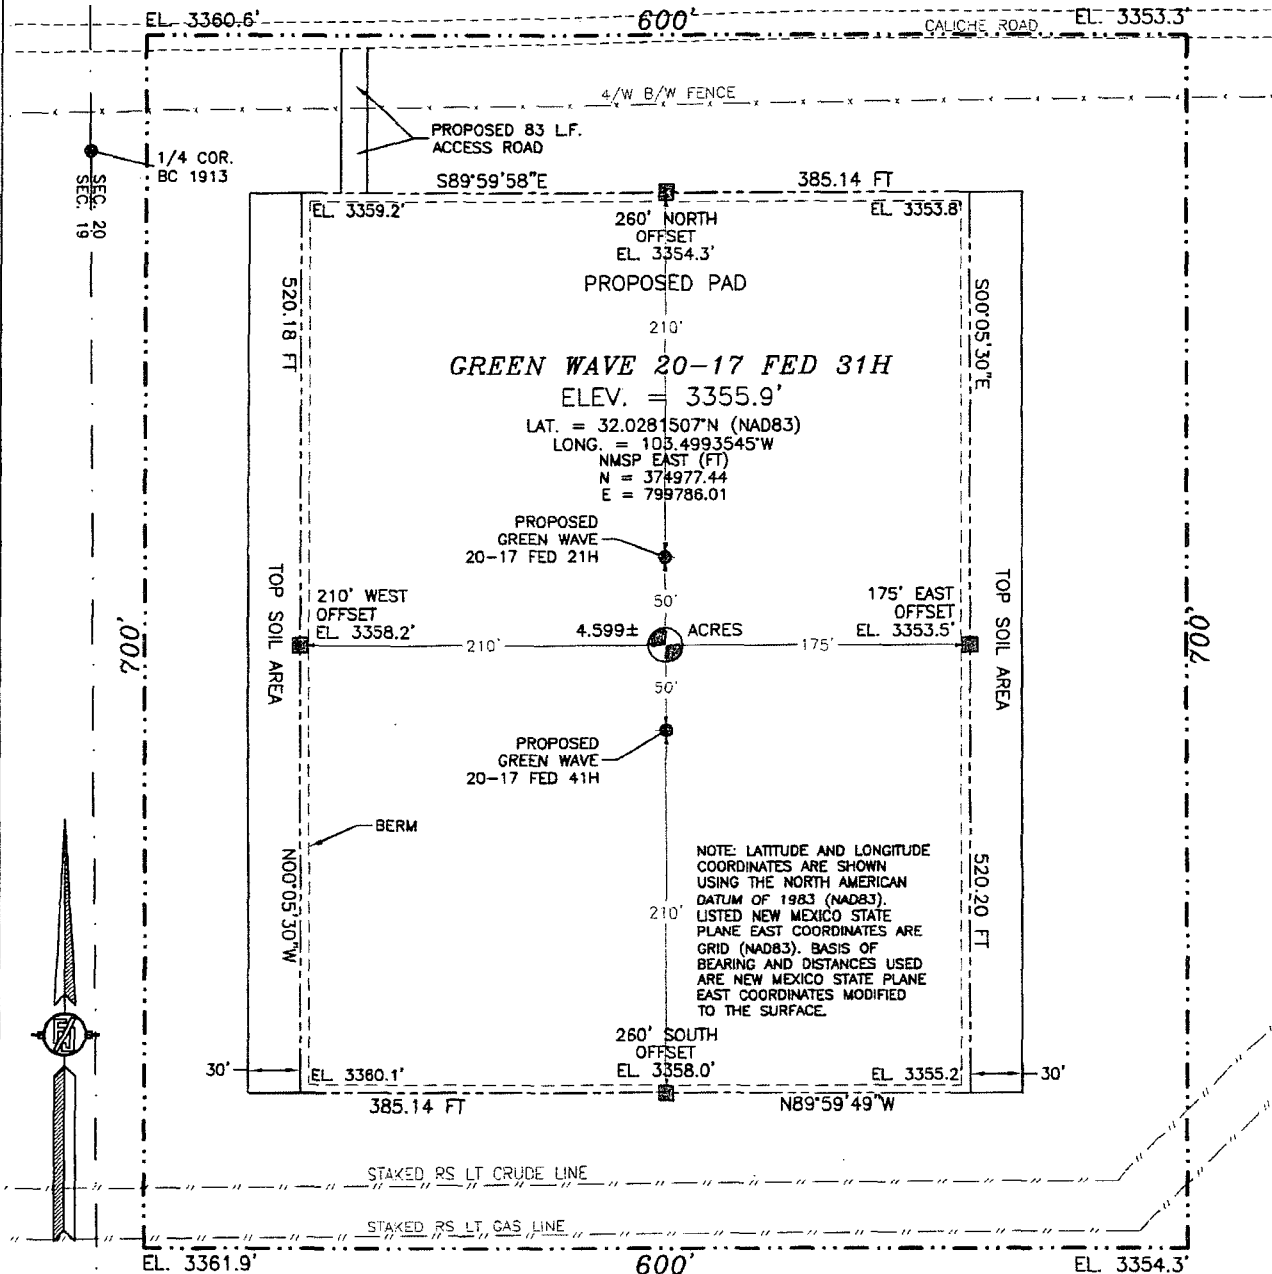 EL. 3360.6'
600'
CALICHE ROAD
EL. 3353.3'
4/W B/W FENCE
PROPOSED 83 L.F.
ACCESS ROAD
1/4 COR.
BC 1913
SEC. 20
SEC. 19
S89°59'58"E
385.14 FT
EL. 3359.2'
260' NORTH
OFFSET
EL. 3354.3'
EL. 3353.8'
PROPOSED PAD
520.18 FT
S00°05'30"E
210'
GREEN WAVE 20-17 FED 31H
ELEV. = 3355.9'
LAT. = 32.0281507°N (NAD83)
LONG. = 103.4993545°W
NMSP EAST (FT)
N = 374977.44
E = 799786.01
PROPOSED
GREEN WAVE
20-17 FED 21H
TOP SOIL AREA
210' WEST
OFFSET
EL. 3358.2'
50'
175' EAST
OFFSET
EL. 3353.5'
TOP SOIL AREA
700'
210'
4.599± ACRES
175'
700'
50'
PROPOSED
GREEN WAVE
20-17 FED 41H
BERM
N00°05'30"W
NOTE: LATITUDE AND LONGITUDE
COORDINATES ARE SHOWN
USING THE NORTH AMERICAN
DATUM OF 1983 (NAD83).
LISTED NEW MEXICO STATE
PLANE EAST COORDINATES ARE
GRID (NAD83). BASIS OF
BEARING AND DISTANCES USED
ARE NEW MEXICO STATE PLANE
EAST COORDINATES MODIFIED
TO THE SURFACE.
520.20 FT
210'
260' SOUTH
OFFSET
EL. 3358.0'
30'
EL. 3360.1'
EL. 3355.2'
30'
385.14 FT
N89°59'49"W
STAKED RS LT CRUDE LINE
STAKED RS LT GAS LINE
EL. 3361.9'
600'
EL. 3354.3'